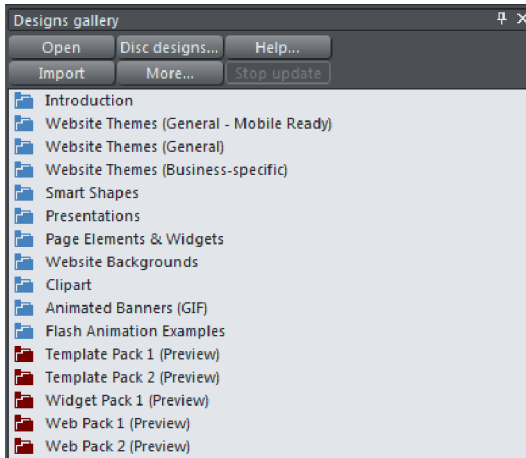 Designs gallery
Open Disc designs... Help...
Import More... Stop update
Introduction
Website Themes (General - Mobile Ready)
Website Themes (General)
Website Themes (Business-specific)
Smart Shapes
Presentations
Page Elements & Widgets
Website Backgrounds
Clipart
Animated Banners (GIF)
Flash Animation Examples
Template Pack 1 (Preview)
Template Pack 2 (Preview)
Widget Pack 1 (Preview)
Web Pack 1 (Preview)
Web Pack 2 (Preview)